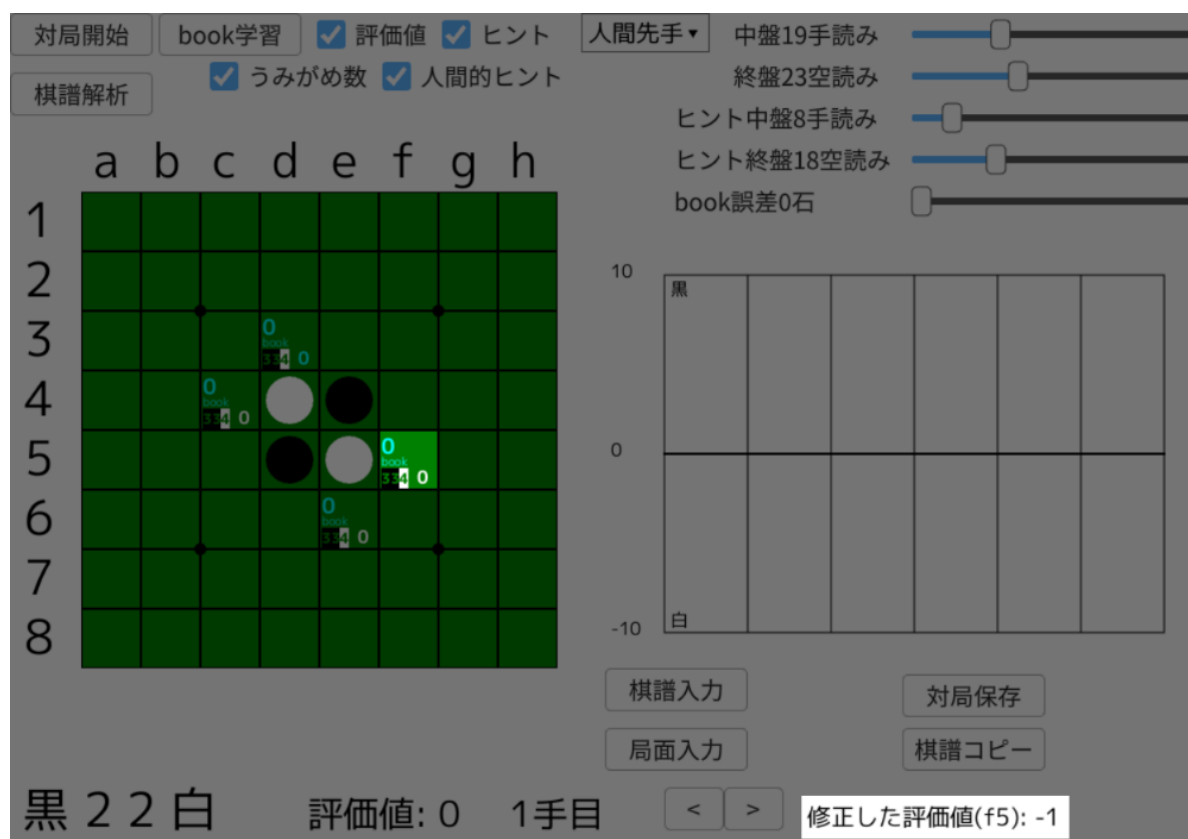 対局開始 book学習 評価値 ヒント 人間先手▾ 中盤19手読み
棋譜解析 うみがめ数 人間的ヒント 終盤23空読み
ヒント中盤8手読み
ヒント終盤18空読み
book誤差0石
a b c d e f g h
1
2
3
4
5
6
7
8
0
book
334 0
0
book
334 0
0
book
334 0
0
book
334 0
10
黒
0
白
-10
棋譜入力 対局保存
局面入力 棋譜コピー
黒 2 2 白 評価値: 0 1手目 < > 修正した評価値(f5): -1